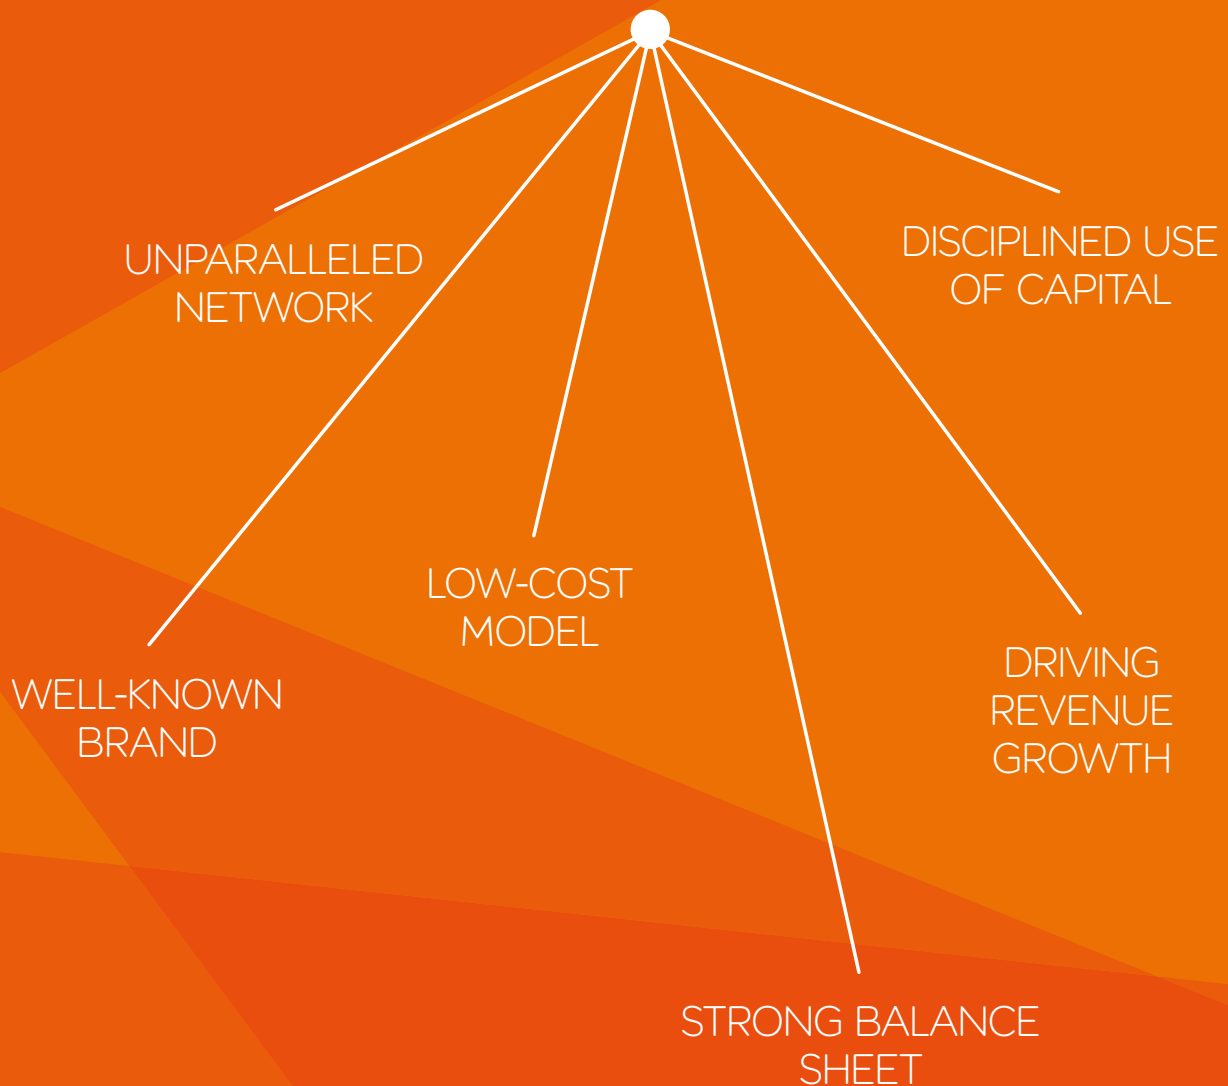 UNPARALLELED
NETWORK
DISCIPLINED USE
OF CAPITAL
LOW-COST
MODEL
WELL-KNOWN
BRAND
DRIVING
REVENUE
GROWTH
STRONG BALANCE
SHEET